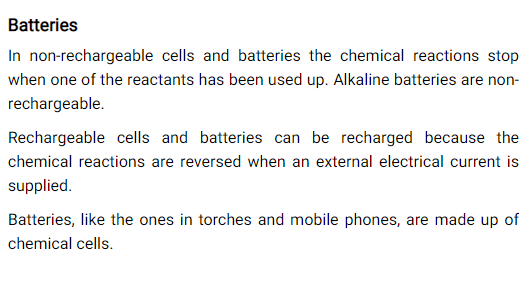 Batteries
In non-rechargeable cells and batteries the chemical reactions stop
when one of the reactants has been used up. Alkaline batteries are non-
rechargeable.
Rechargeable cells and batteries can be recharged because the
chemical reactions are reversed when an external electrical current is
supplied.
Batteries, like the ones in torches and mobile phones, are made up of
chemical cells.